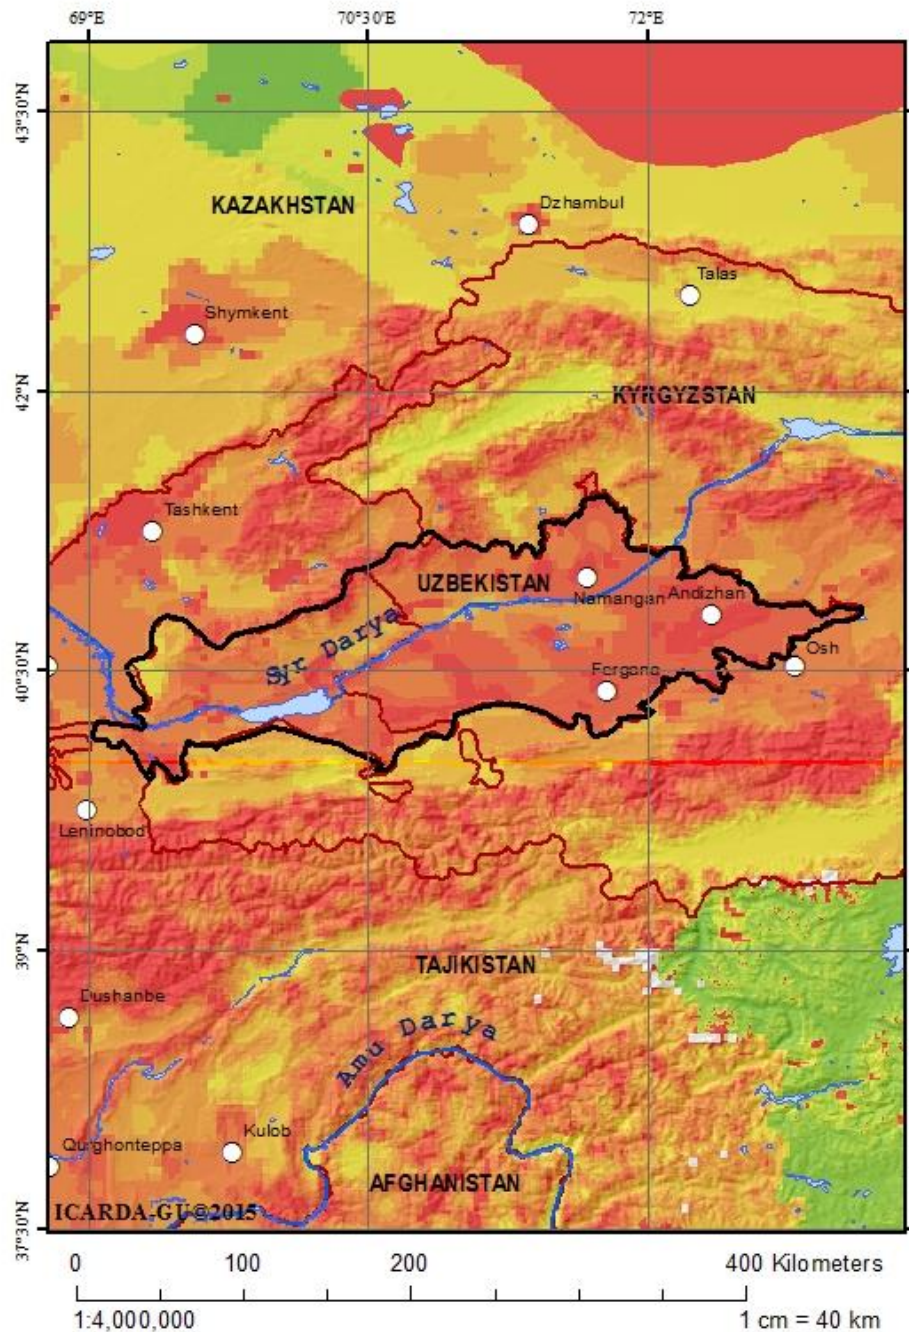 69°E 70°30'E 72°E
43°30'N
KAZAKHSTAN
Dzhambul
Talas
Shymkent
42°N
KYRGYZSTAN
Tashkent
UZBEKISTAN
Namangan
Andizhan
Syr Darya
Osh
40°30'N
Fergana
Leninobod
39°N
TAJIKISTAN
Dushanbe
Amu Darya
Kulob
Qurghonteppa
AFGHANISTAN
ICARDA-GU©2015
37°30'N
0 100 200 400 Kilometers
1:4,000,000 1 cm = 40 km